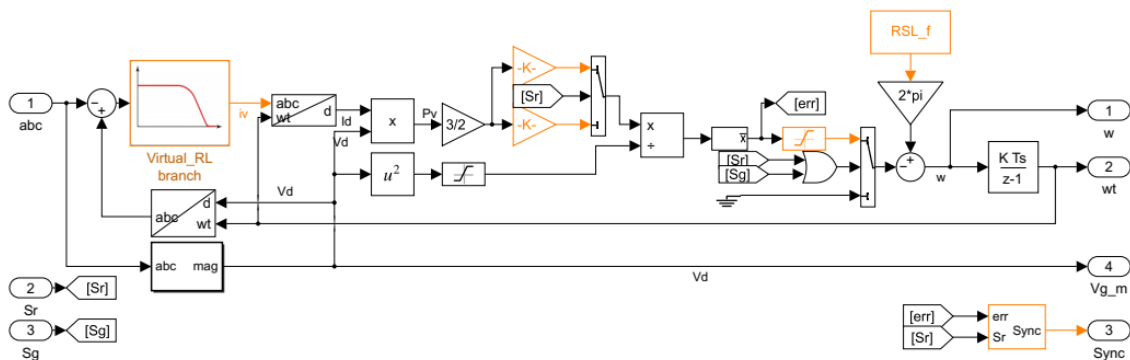 RSL_f
-K-
abc
wt
d
[Sr]
[err]
2*pi
1
abc
iv
Id
x
Pv
3/2
x
÷
x
1
w
Virtual_RL
branch
Vd
-K-
[Sr]
[Sg]
w
K Ts
z-1
2
wt
u²
Vd
abc
d
wt
abc
mag
Vd
4
Vg_m
2
Sr
[Sr]
3
Sg
[Sg]
[err]
[Sr]
err
Sr
Sync
3
Sync